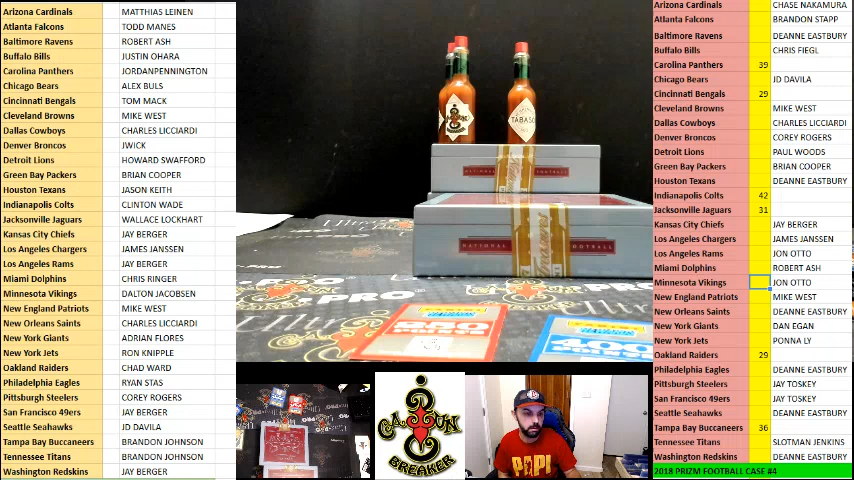 Arizona Cardinals MATTHIAS LEINEN
Atlanta Falcons TODD MANES
Baltimore Ravens ROBERT ASH
Buffalo Bills JUSTIN OHARA
Carolina Panthers JORDANPENNINGTON
Chicago Bears ALEX BULS
Cincinnati Bengals TOM MACK
Cleveland Browns MIKE WEST
Dallas Cowboys CHARLES LICCIARDI
Denver Broncos JWICK
Detroit Lions HOWARD SWAFFORD
Green Bay Packers BRIAN COOPER
Houston Texans JASON KEITH
Indianapolis Colts CLINTON WADE
Jacksonville Jaguars WALLACE LOCKHART
Kansas City Chiefs JAY BERGER
Los Angeles Chargers JAMES JANSSEN
Los Angeles Rams JAY BERGER
Miami Dolphins CHRIS RINGER
Minnesota Vikings DALTON JACOBSEN
New England Patriots MIKE WEST
New Orleans Saints CHARLES LICCIARDI
New York Giants ADRIAN FLORES
New York Jets RON KNIPPLE
Oakland Raiders CHAD WARD
Philadelphia Eagles RYAN STAS
Pittsburgh Steelers COREY ROGERS
San Francisco 49ers JAY BERGER
Seattle Seahawks JD DAVILA
Tampa Bay Buccaneers BRANDON JOHNSON
Tennessee Titans BRANDON JOHNSON
Washington Redskins JAY BERGER
BREAKER
NATIONAL FOOTBALL
PRO
PANINI
PANINI
400
CAJUN
BREAKER
PAPI
Arizona Cardinals CHASE NAKAMURA
Atlanta Falcons BRANDON STAPP
Baltimore Ravens DEANNE EASTBURY
Buffalo Bills CHRIS FIEGL
Carolina Panthers 39
Chicago Bears JD DAVILA
Cincinnati Bengals 29
Cleveland Browns MIKE WEST
Dallas Cowboys CHARLES LICCIARDI
Denver Broncos COREY ROGERS
Detroit Lions PAUL WOODS
Green Bay Packers BRIAN COOPER
Houston Texans DEANNE EASTBURY
Indianapolis Colts 42
Jacksonville Jaguars 31
Kansas City Chiefs JAY BERGER
Los Angeles Chargers JAMES JANSSEN
Los Angeles Rams JON OTTO
Miami Dolphins ROBERT ASH
Minnesota Vikings JON OTTO
New England Patriots MIKE WEST
New Orleans Saints DEANNE EASTBURY
New York Giants DAN EGAN
New York Jets PONNA LY
Oakland Raiders 29
Philadelphia Eagles DEANNE EASTBURY
Pittsburgh Steelers JAY TOSKEY
San Francisco 49ers JAY TOSKEY
Seattle Seahawks DEANNE EASTBURY
Tampa Bay Buccaneers 36
Tennessee Titans SLOTMAN JENKINS
Washington Redskins DEANNE EASTBURY
2018 PRIZM FOOTBALL CASE #4